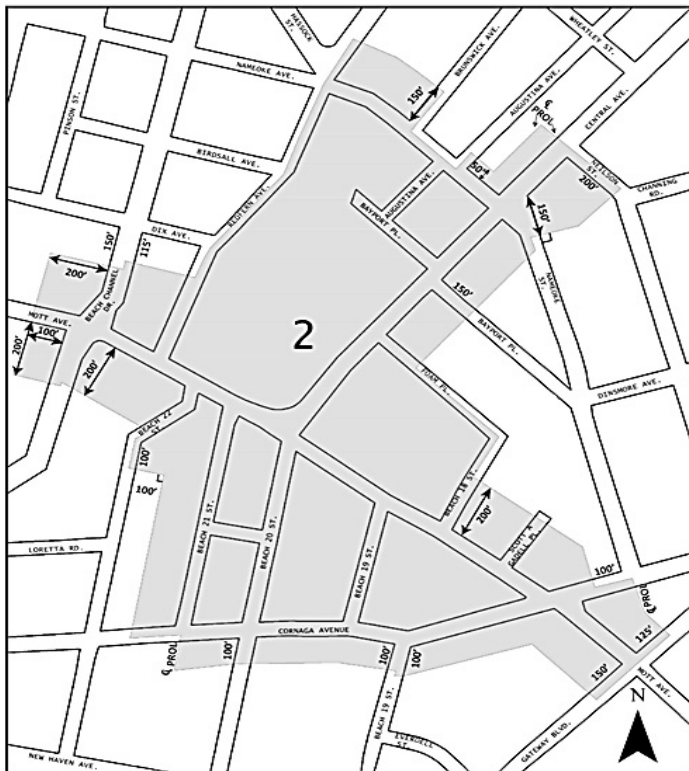 HASSOCK
ST.
WHEATLEY ST.
NAMEOKE AVE.
BRUNSWICK AVE.
AUGUSTINA AVE.
CENTRAL AVE.
PINSON ST.
150'
℄
PROL
BIRDSALL AVE.
50'
NEILSON
ST.
200'
CHANNING
RD.
REDFERN AVE.
AUGUSTINA AVE.
BAYPORT PL.
150'
DIX AVE.
150'
115'
200'
BEACH CHANNEL
DR.
NAMEOKE
ST.
150'
MOTT AVE.
100'
200'
200'
2
BAYPORT PL.
FOAM PL.
DINSMORE AVE.
BEACH 22
ST.
100'
100'
BEACH 18 ST.
200'
SCOTT A
GADELL PL.
LORETTA RD.
BEACH 21 ST.
BEACH 20 ST.
BEACH 19 ST.
100'
℄ PROL
CORNAGA AVENUE
125'
℄ PROL
100'
100'
100'
150'
MOTT AVE.
N
BEACH 19 ST.
EVERDELL
ST.
GATEWAY BLVD.
NEW HAVEN AVE.